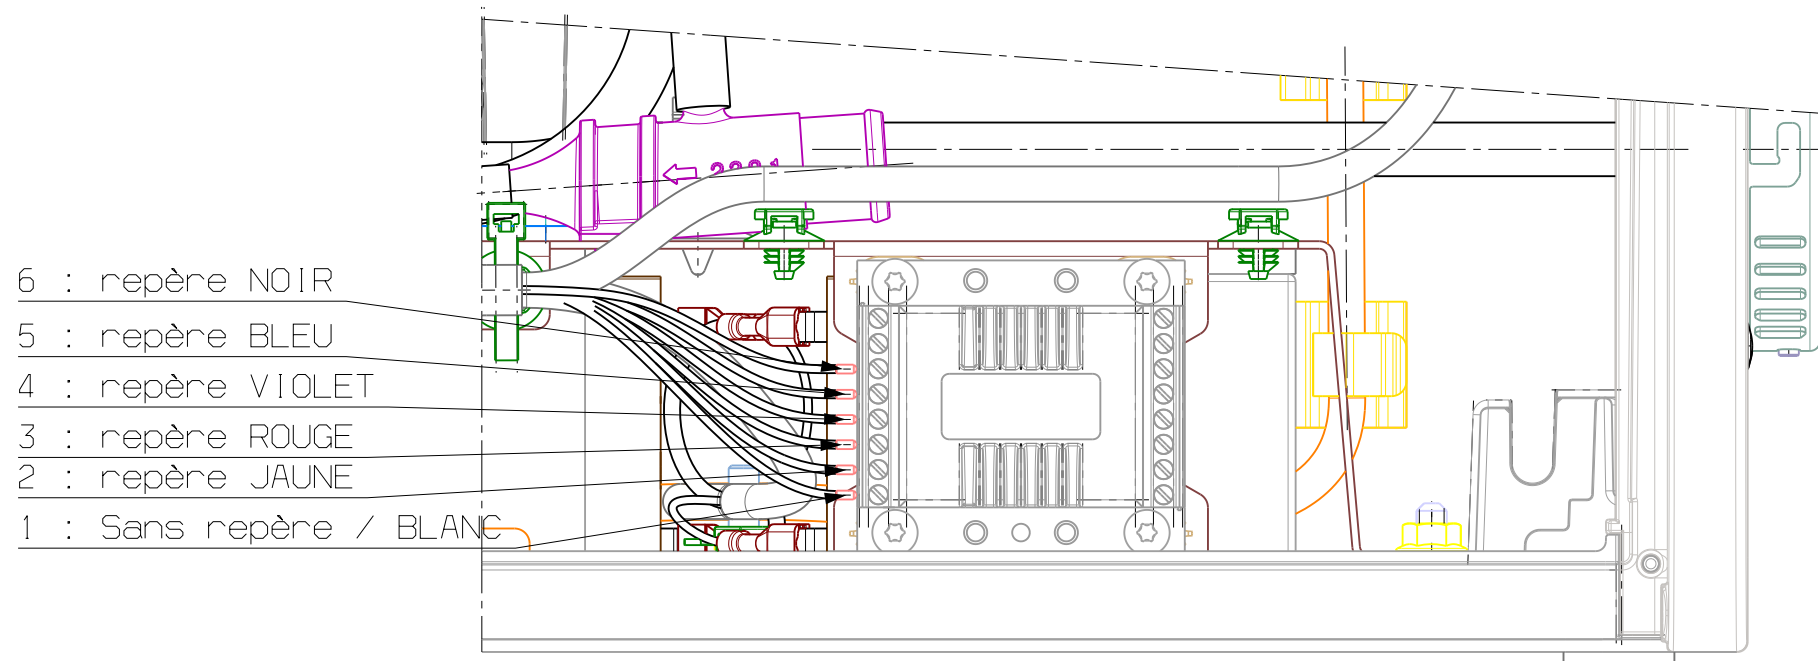 6 : repère NOIR
5 : repère BLEU
4 : repère VIOLET
3 : repère ROUGE
2 : repère JAUNE
1 : Sans repère / BLANC